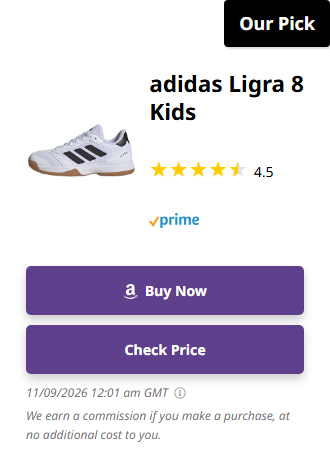 Our Pick
adidas Ligra 8
Kids
4.5
prime
Buy Now
Check Price
11/09/2026 12:01 am GMT
We earn a commission if you make a purchase, at
no additional cost to you.